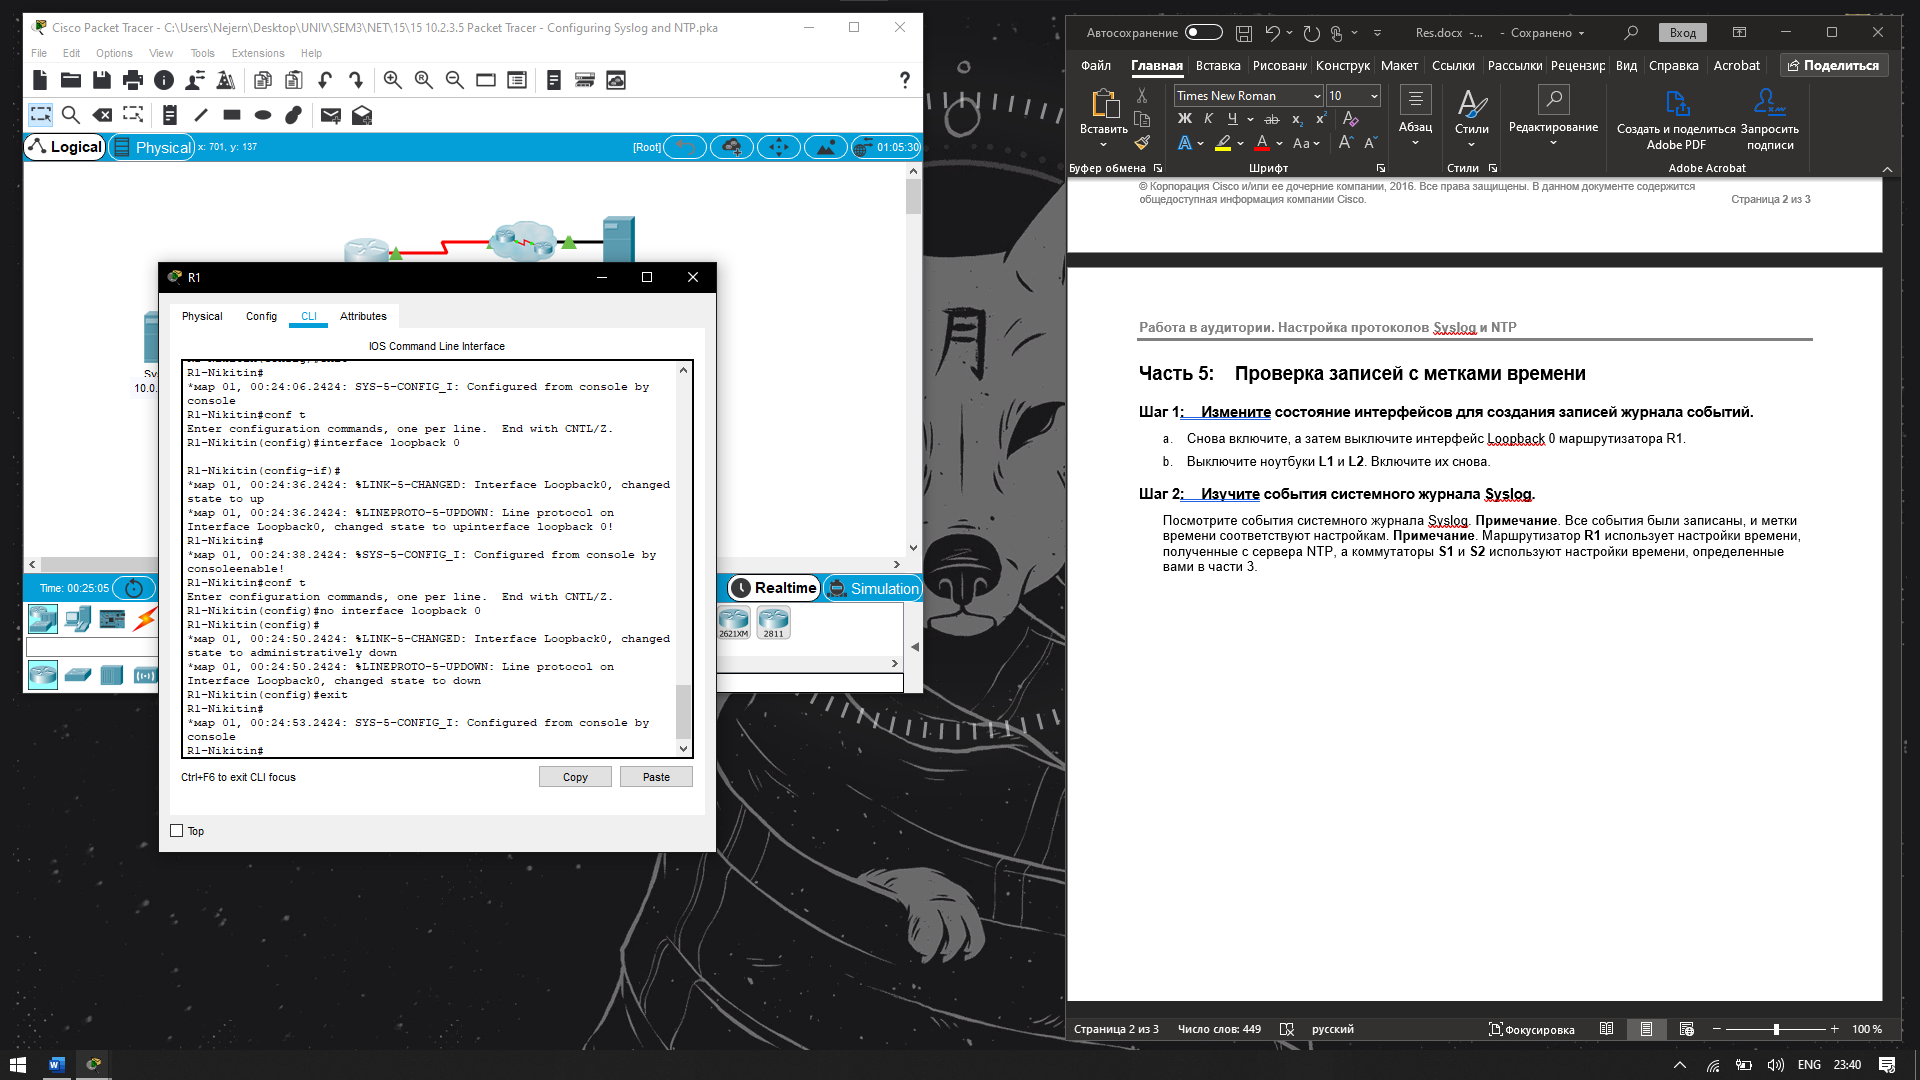 Cisco Packet Tracer - C:\Users\Nejern\Desktop\UNIV\SEM3\NET\15\15 10.2.3.5 Packet Tracer - Configuring Syslog and NTP.pka
File Edit Options View Tools Extensions Help
?
Logical Physical x: 701, y: 137 [Root] 01:05:30
Sy
10.0.
R1
Physical Config CLI Attributes
IOS Command Line Interface
R1-Nikitin#
*мар 01, 00:24:06.2424: SYS-5-CONFIG_I: Configured from console by
console
R1-Nikitin#conf t
Enter configuration commands, one per line.  End with CNTL/Z.
R1-Nikitin(config)#interface loopback 0
R1-Nikitin(config-if)#
*мар 01, 00:24:36.2424: %LINK-5-CHANGED: Interface Loopback0, changed
state to up
*мар 01, 00:24:36.2424: %LINEPROTO-5-UPDOWN: Line protocol on
Interface Loopback0, changed state to upinterface loopback 0!
R1-Nikitin#
*мар 01, 00:24:38.2424: %SYS-5-CONFIG_I: Configured from console by
consoleenable!
R1-Nikitin#conf t
Enter configuration commands, one per line.  End with CNTL/Z.
R1-Nikitin(config)#no interface loopback 0
R1-Nikitin(config)#
*мар 01, 00:24:50.2424: %LINK-5-CHANGED: Interface Loopback0, changed
state to administratively down
*мар 01, 00:24:50.2424: %LINEPROTO-5-UPDOWN: Line protocol on
Interface Loopback0, changed state to down
R1-Nikitin(config)#exit
R1-Nikitin#
*мар 01, 00:24:53.2424: SYS-5-CONFIG_I: Configured from console by
console
R1-Nikitin#
Ctrl+F6 to exit CLI focus
Copy Paste
Top
Time: 00:25:05
Realtime Simulation
2621XM 2811
月
Автосохранение Res.docx -... - Сохранено Вход
Файл Главная Вставка Рисовани Конструк Макет Ссылки Рассылки Рецензир Вид Справка Acrobat Поделиться
Вставить
Times New Roman 10
Ж К Ч ab x₂ x²
A A Aa A A
Абзац
Стили
Редактирование
Создать и поделиться Adobe PDF
Запросить подписи
Буфер обмена Шрифт Стили Adobe Acrobat
© Корпорация Cisco и/или ее дочерние компании, 2016. Все права защищены. В данном документе содержится
общедоступная информация компании Cisco. Страница 2 из 3
Работа в аудитории. Настройка протоколов Syslog и NTP
Часть 5: Проверка записей с метками времени
Шаг 1: Измените состояние интерфейсов для создания записей журнала событий.
a. Снова включите, а затем выключите интерфейс Loopback 0 маршрутизатора R1.
b. Выключите ноутбуки L1 и L2. Включите их снова.
Шаг 2: Изучите события системного журнала Syslog.
Посмотрите события системного журнала Syslog. Примечание. Все события были записаны, и метки
времени соответствуют настройкам. Примечание. Маршрутизатор R1 использует настройки времени,
полученные с сервера NTP, а коммутаторы S1 и S2 используют настройки времени, определенные
вами в части 3.
Страница 2 из 3 Число слов: 449 русский Фокусировка 100 %
ENG 23:40